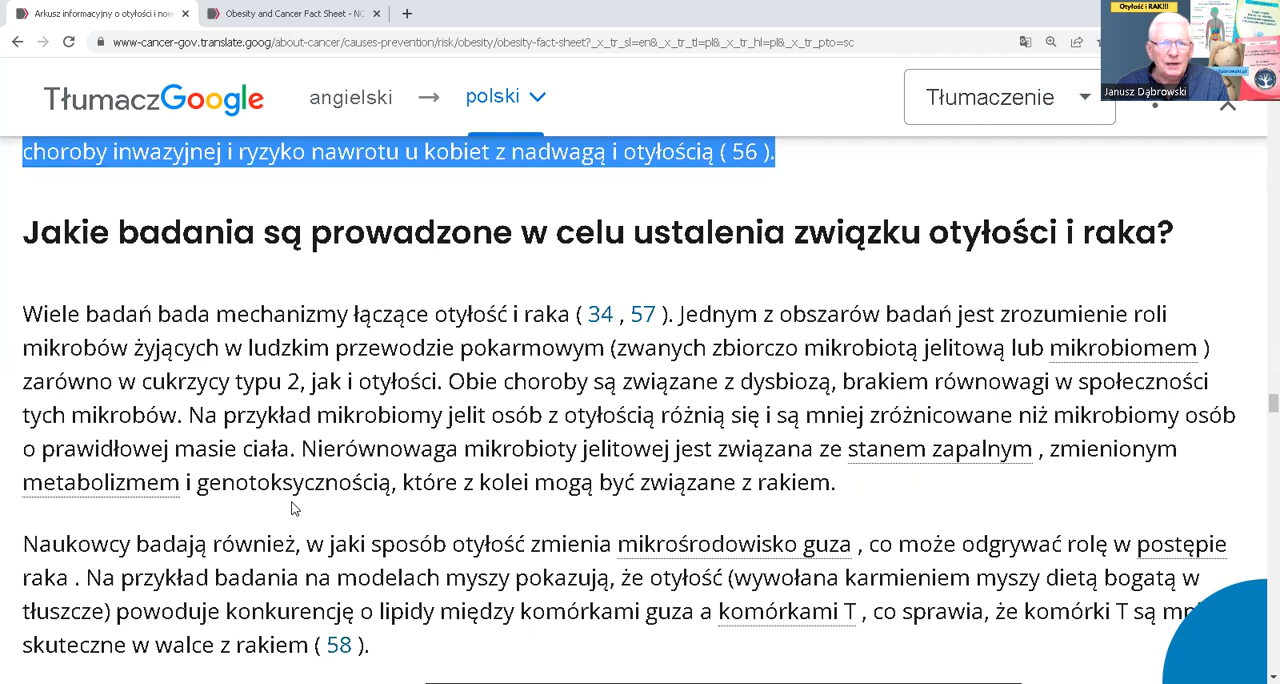 Arkusz informacyjny o otyłości i now
Obesity and Cancer Fact Sheet - NC
www-cancer-gov.translate.goog/about-cancer/causes-prevention/risk/obesity/obesity-fact-sheet?_x_tr_sl=en&_x_tr_tl=pl&_x_tr_hl=pl&_x_tr_pto=sc
Otyłość i RAK!!!
Janusz Dąbrowski
TłumaczGoogle angielski → polski Tłumaczenie
choroby inwazyjnej i ryzyko nawrotu u kobiet z nadwagą i otyłością ( 56 ).
Jakie badania są prowadzone w celu ustalenia związku otyłości i raka?
Wiele badań bada mechanizmy łączące otyłość i raka ( 34 , 57 ). Jednym z obszarów badań jest zrozumienie roli
mikrobów żyjących w ludzkim przewodzie pokarmowym (zwanych zbiorczo mikrobiotą jelitową lub mikrobiomem )
zarówno w cukrzycy typu 2, jak i otyłości. Obie choroby są związane z dysbiozą, brakiem równowagi w społeczności
tych mikrobów. Na przykład mikrobiomy jelit osób z otyłością różnią się i są mniej zróżnicowane niż mikrobiomy osób
o prawidłowej masie ciała. Nierównowaga mikrobioty jelitowej jest związana ze stanem zapalnym , zmienionym
metabolizmem i genotoksycznością, które z kolei mogą być związane z rakiem.
Naukowcy badają również, w jaki sposób otyłość zmienia mikrośrodowisko guza , co może odgrywać rolę w postępie
raka . Na przykład badania na modelach myszy pokazują, że otyłość (wywołana karmieniem myszy dietą bogatą w
tłuszcze) powoduje konkurencję o lipidy między komórkami guza a komórkami T , co sprawia, że komórki T są mn
skuteczne w walce z rakiem ( 58 ).